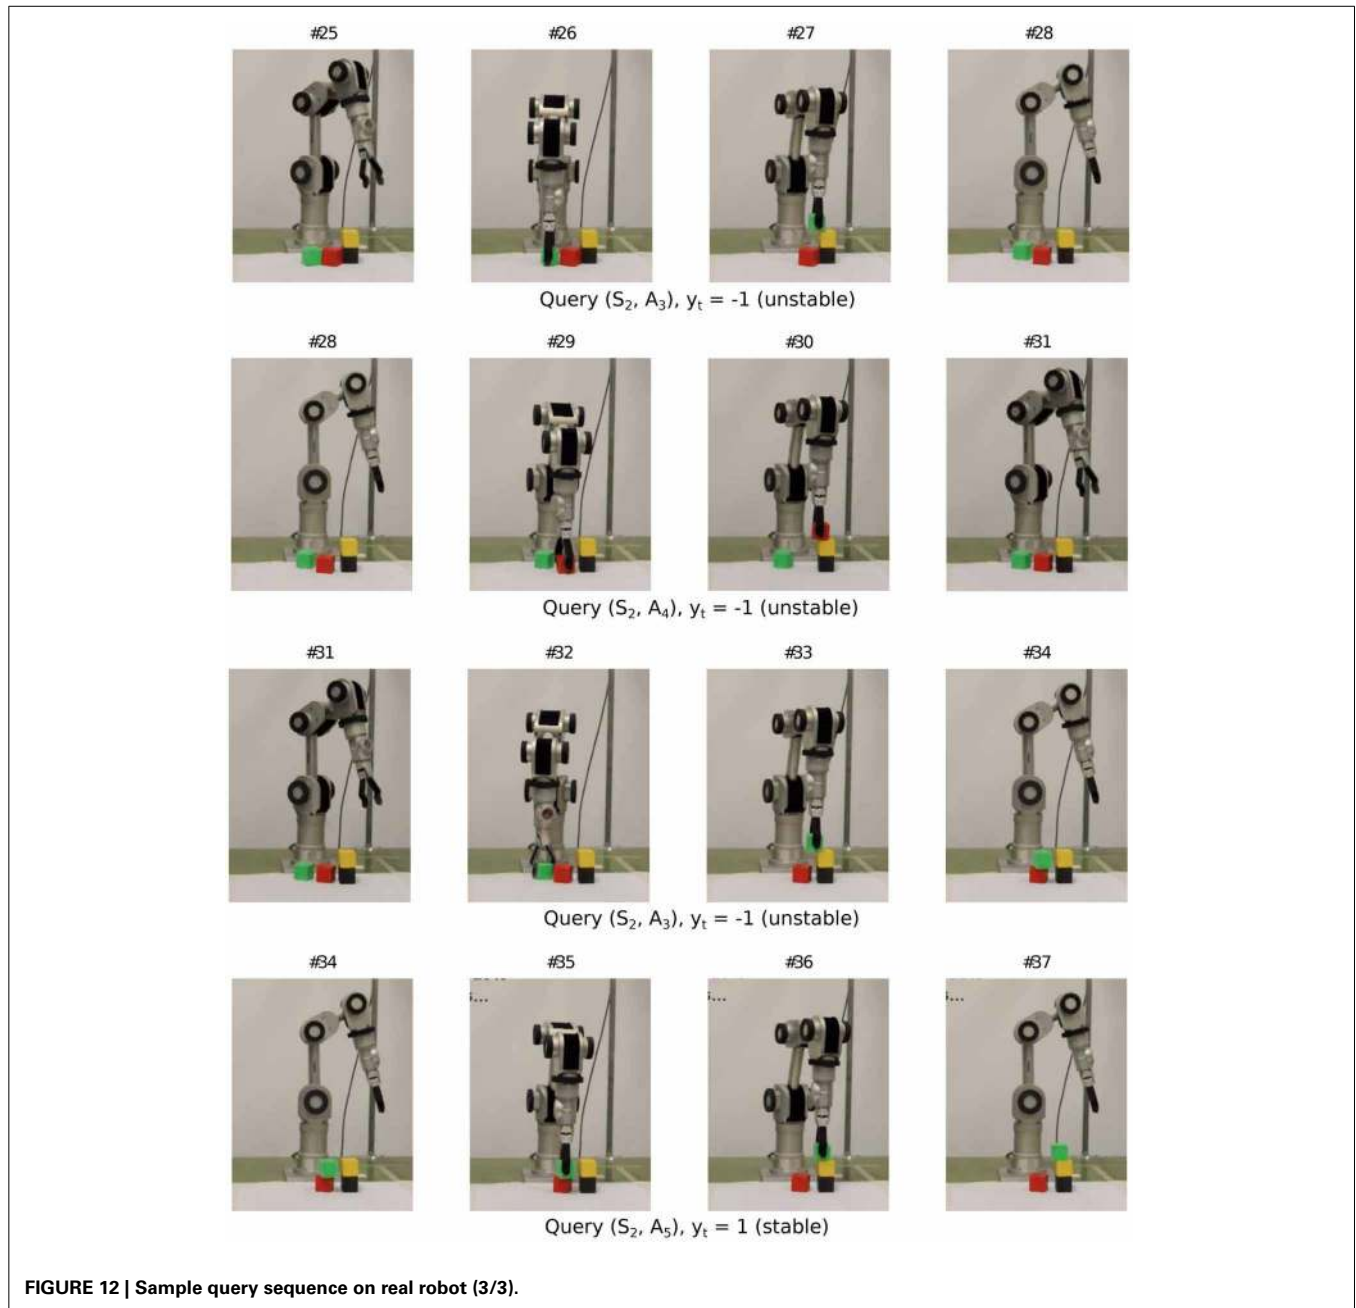 #25 #26 #27 #28
Query (S₂, A₃), yₜ = -1 (unstable)
#28 #29 #30 #31
Query (S₂, A₄), yₜ = -1 (unstable)
#31 #32 #33 #34
Query (S₂, A₃), yₜ = -1 (unstable)
#34 #35 #36 #37
Query (S₂, A₅), yₜ = 1 (stable)
FIGURE 12 | Sample query sequence on real robot (3/3).